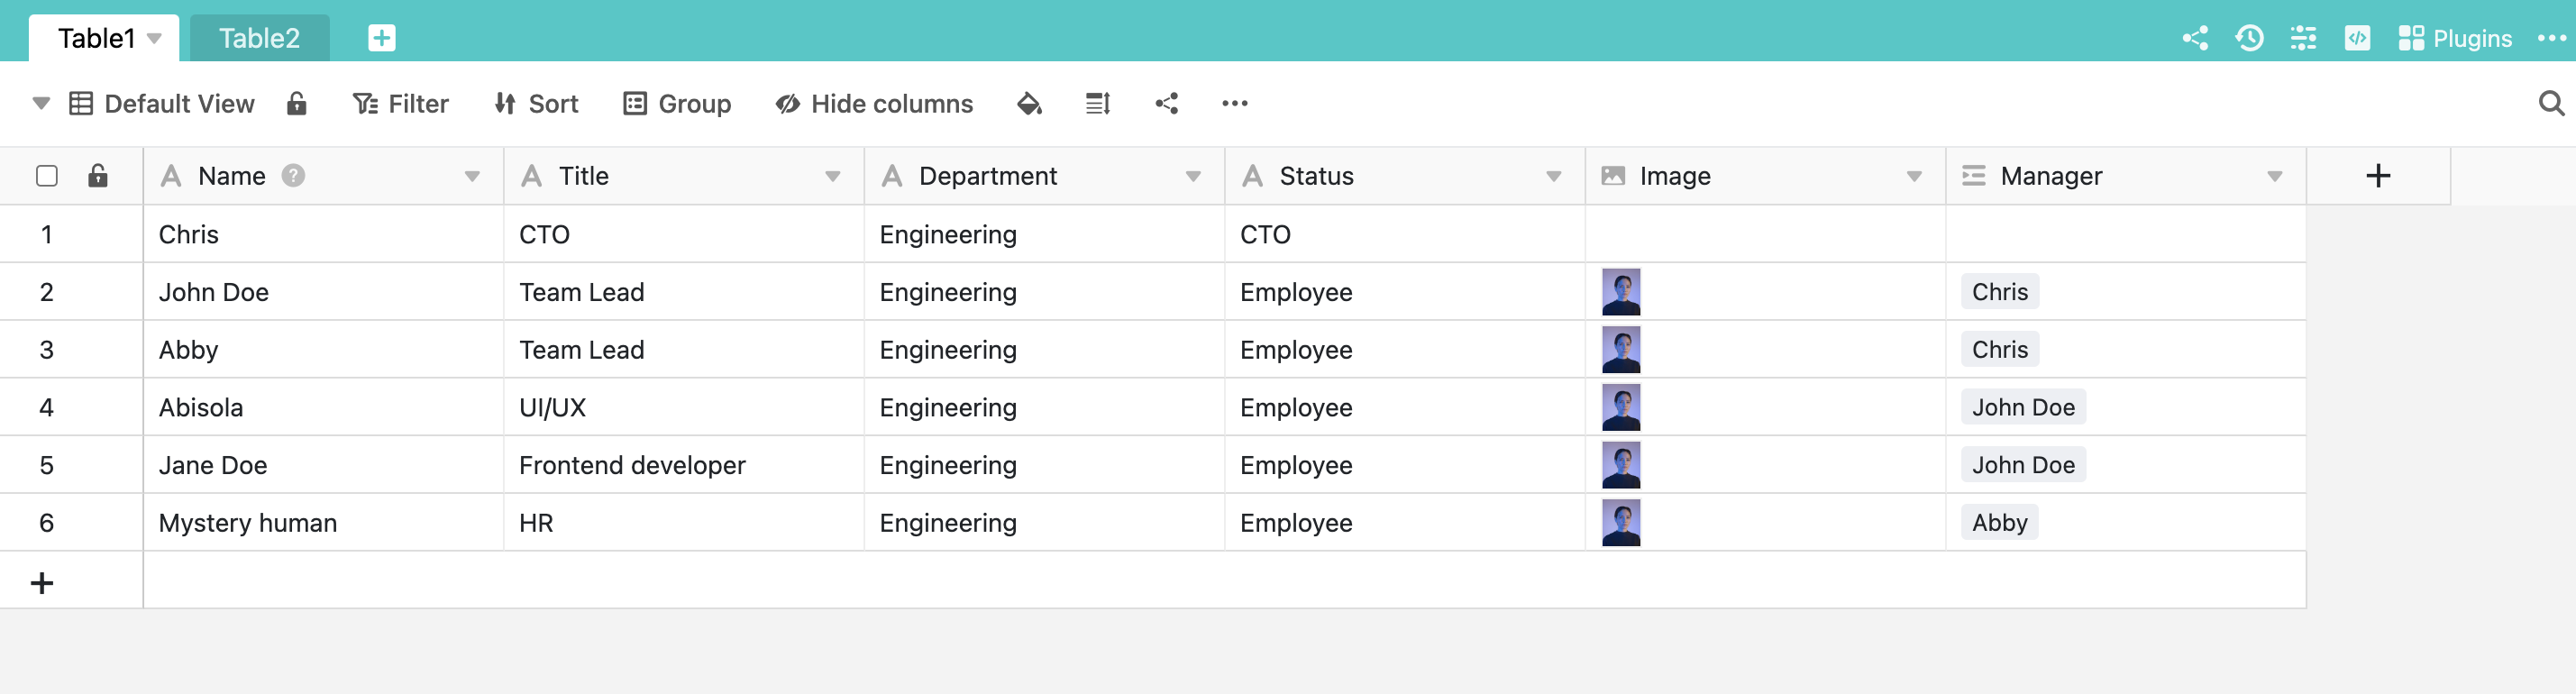 Table1 Table2 Plugins
Default View Filter Sort Group Hide columns
Name ? Title Department Status Image Manager
1 Chris CTO Engineering CTO
2 John Doe Team Lead Engineering Employee Chris
3 Abby Team Lead Engineering Employee Chris
4 Abisola UI/UX Engineering Employee John Doe
5 Jane Doe Frontend developer Engineering Employee John Doe
6 Mystery human HR Engineering Employee Abby